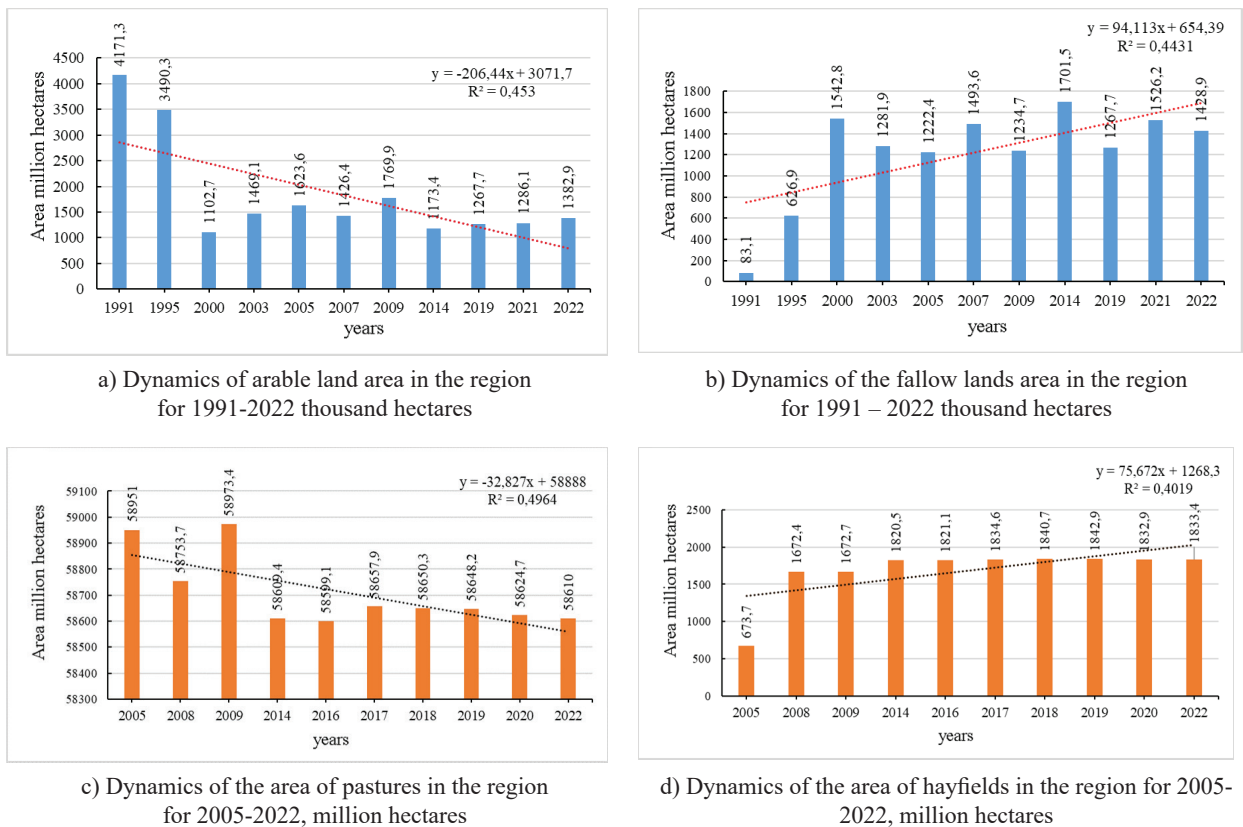 y = -206,44x + 3071,7
R² = 0,453
Area million hectares
4500
4000
3500
3000
2500
2000
1500
1000
500
0
4171,3
3490,3
1102,7
1469,1
1623,6
1426,4
1769,9
1173,4
1267,7
1286,1
1382,9
1991 1995 2000 2003 2005 2007 2009 2014 2019 2021 2022
years
a) Dynamics of arable land area in the region
for 1991-2022 thousand hectares
y = 94,113x + 654,39
R² = 0,4431
Area million hectares
1800
1600
1400
1200
1000
800
600
400
200
0
83,1
626,9
1542,8
1281,9
1222,4
1493,6
1234,7
1701,5
1267,7
1526,2
1428,9
1991 1995 2000 2003 2005 2007 2009 2014 2019 2021 2022
years
b) Dynamics of the fallow lands area in the region
for 1991 – 2022 thousand hectares
y = -32,827x + 58888
R² = 0,4964
Area million hectares
59100
59000
58900
58800
58700
58600
58500
58400
58300
58951
58753,7
58973,4
58609,4
58599,1
58657,9
58650,3
58648,2
58624,7
58610
2005 2008 2009 2014 2016 2017 2018 2019 2020 2022
years
c) Dynamics of the area of pastures in the region
for 2005-2022, million hectares
y = 75,672x + 1268,3
R² = 0,4019
Area million hectares
2500
2000
1500
1000
500
0
673,7
1672,4
1672,7
1820,5
1821,1
1834,6
1840,7
1842,9
1832,9
1833,4
2005 2008 2009 2014 2016 2017 2018 2019 2020 2022
years
d) Dynamics of the area of hayfields in the region for 2005-
2022, million hectares